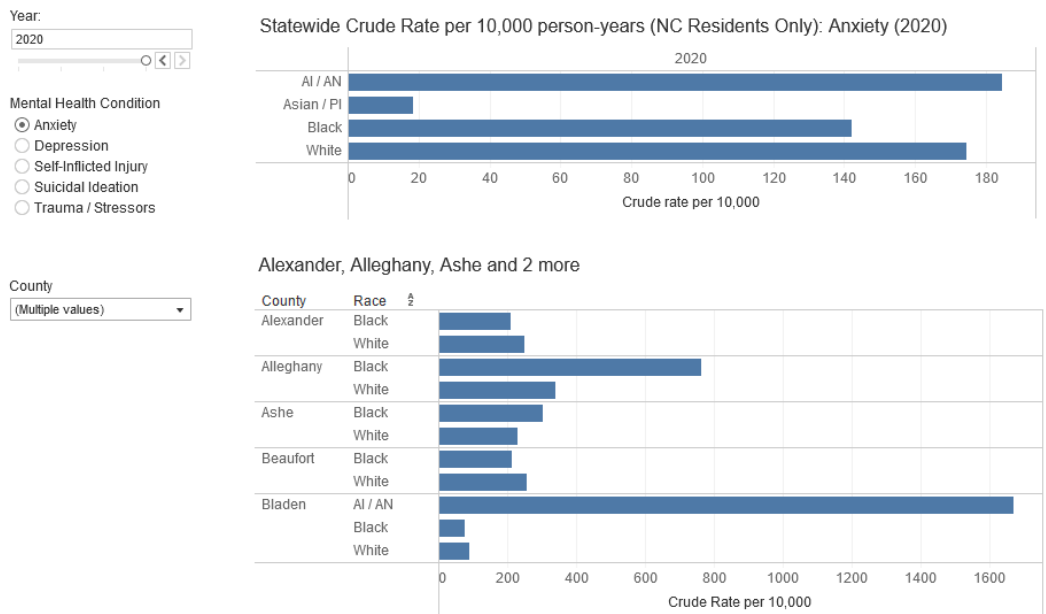 Year:
2020
Mental Health Condition
Anxiety
Depression
Self-Inflicted Injury
Suicidal Ideation
Trauma / Stressors
County
(Multiple values)
Statewide Crude Rate per 10,000 person-years (NC Residents Only): Anxiety (2020)
2020
AI / AN
Asian / PI
Black
White
0 20 40 60 80 100 120 140 160 180
Crude rate per 10,000
Alexander, Alleghany, Ashe and 2 more
County Race A Z
Alexander Black
White
Alleghany Black
White
Ashe Black
White
Beaufort Black
White
Bladen AI / AN
Black
White
0 200 400 600 800 1000 1200 1400 1600
Crude Rate per 10,000